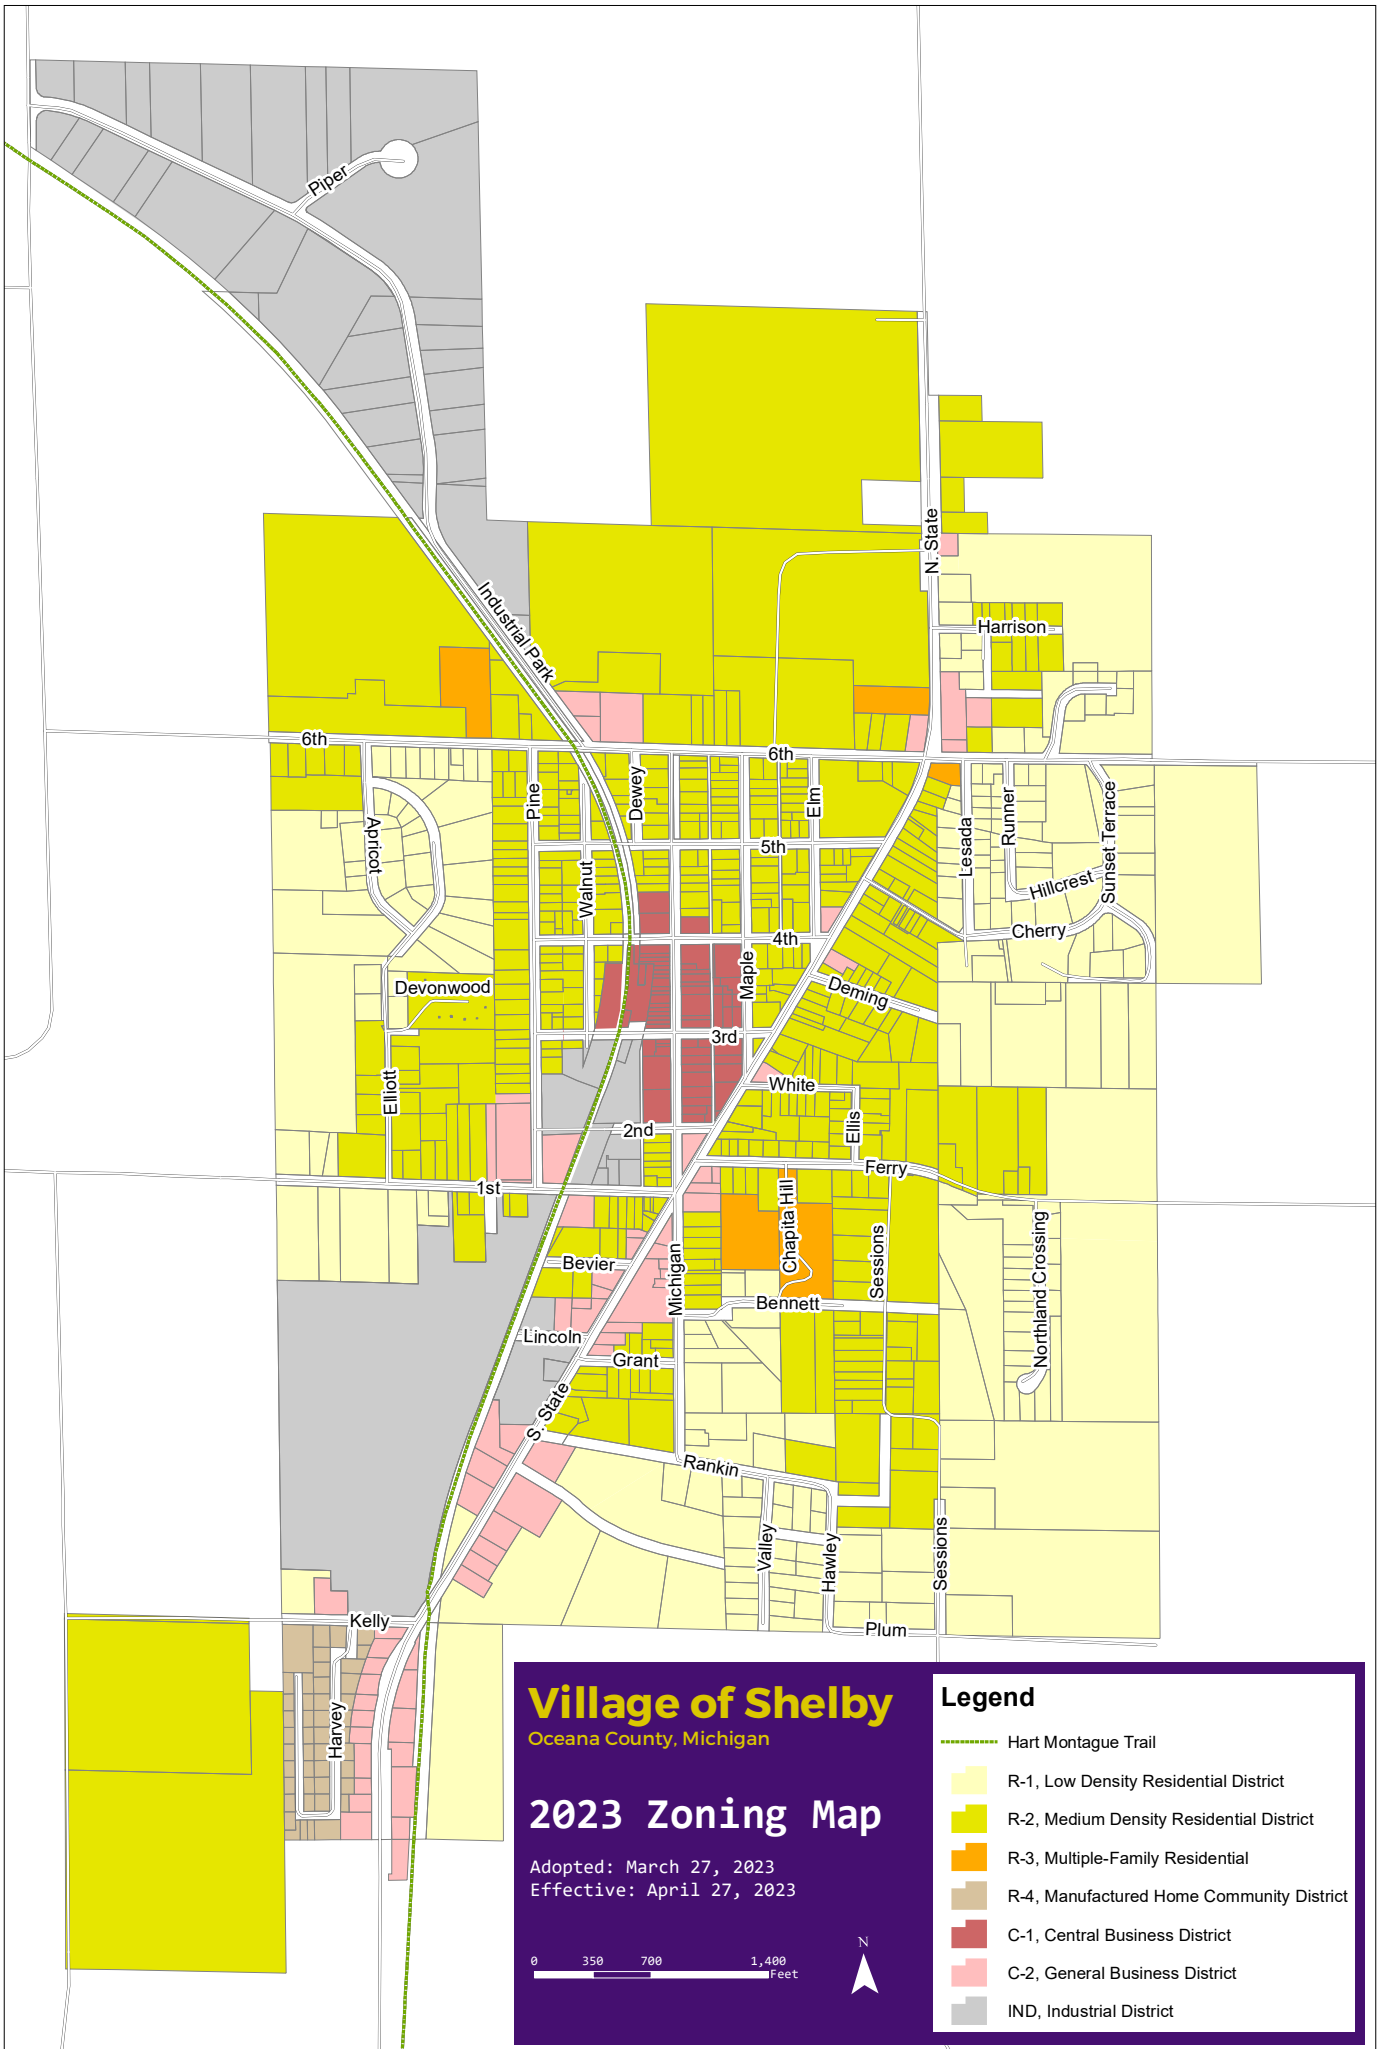 Piper
N. State
Industrial Park
Harrison
6th
6th
Apricot
Pine
Dewey
Elm
5th
Walnut
Lesada
Runner
Sunset Terrace
Hillcrest
Cherry
4th
Maple
Devonwood
Deming
3rd
Elliott
White
Ellis
2nd
Ferry
1st
Chapita Hill
Sessions
Northland Crossing
Bevier
Michigan
Bennett
Lincoln
Grant
S. State
Rankin
Valley
Hawley
Sessions
Kelly
Plum
Harvey
Village of Shelby
Oceana County, Michigan
2023 Zoning Map
Adopted: March 27, 2023
Effective: April 27, 2023
0 350 700 1,400
Feet
N
Legend
Hart Montague Trail
R-1, Low Density Residential District
R-2, Medium Density Residential District
R-3, Multiple-Family Residential
R-4, Manufactured Home Community District
C-1, Central Business District
C-2, General Business District
IND, Industrial District